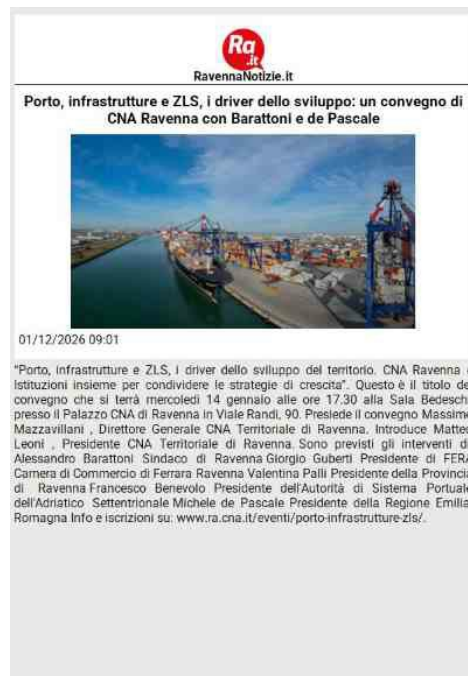 Ra
.it
RavennaNotizie.it
Porto, infrastrutture e ZLS, i driver dello sviluppo: un convegno di
CNA Ravenna con Barattoni e de Pascale
01/12/2026 09:01
"Porto, infrastrutture e ZLS, i driver dello sviluppo del territorio. CNA Ravenna
Istituzioni insieme per condividere le strategie di crescita". Questo è il titolo de
convegno che si terrà mercoledì 14 gennaio alle ore 17.30 alla Sala Bedesch
presso il Palazzo CNA di Ravenna in Viale Randi, 90. Presiede il convegno Massim
Mazzavillani , Direttore Generale CNA Territoriale di Ravenna. Introduce Matte
Leoni , Presidente CNA Territoriale di Ravenna. Sono previsti gli interventi d
Alessandro Barattoni Sindaco di Ravenna Giorgio Guberti Presidente di FERA
Camera di Commercio di Ferrara Ravenna Valentina Palli Presidente della Provincia
di Ravenna Francesco Benevolo Presidente dell'Autorità di Sistema Portuale
dell'Adriatico Settentrionale Michele de Pascale Presidente della Regione Emilia
Romagna Info e iscrizioni su: www.ra.cna.it/eventi/porto-infrastrutture-zls/.